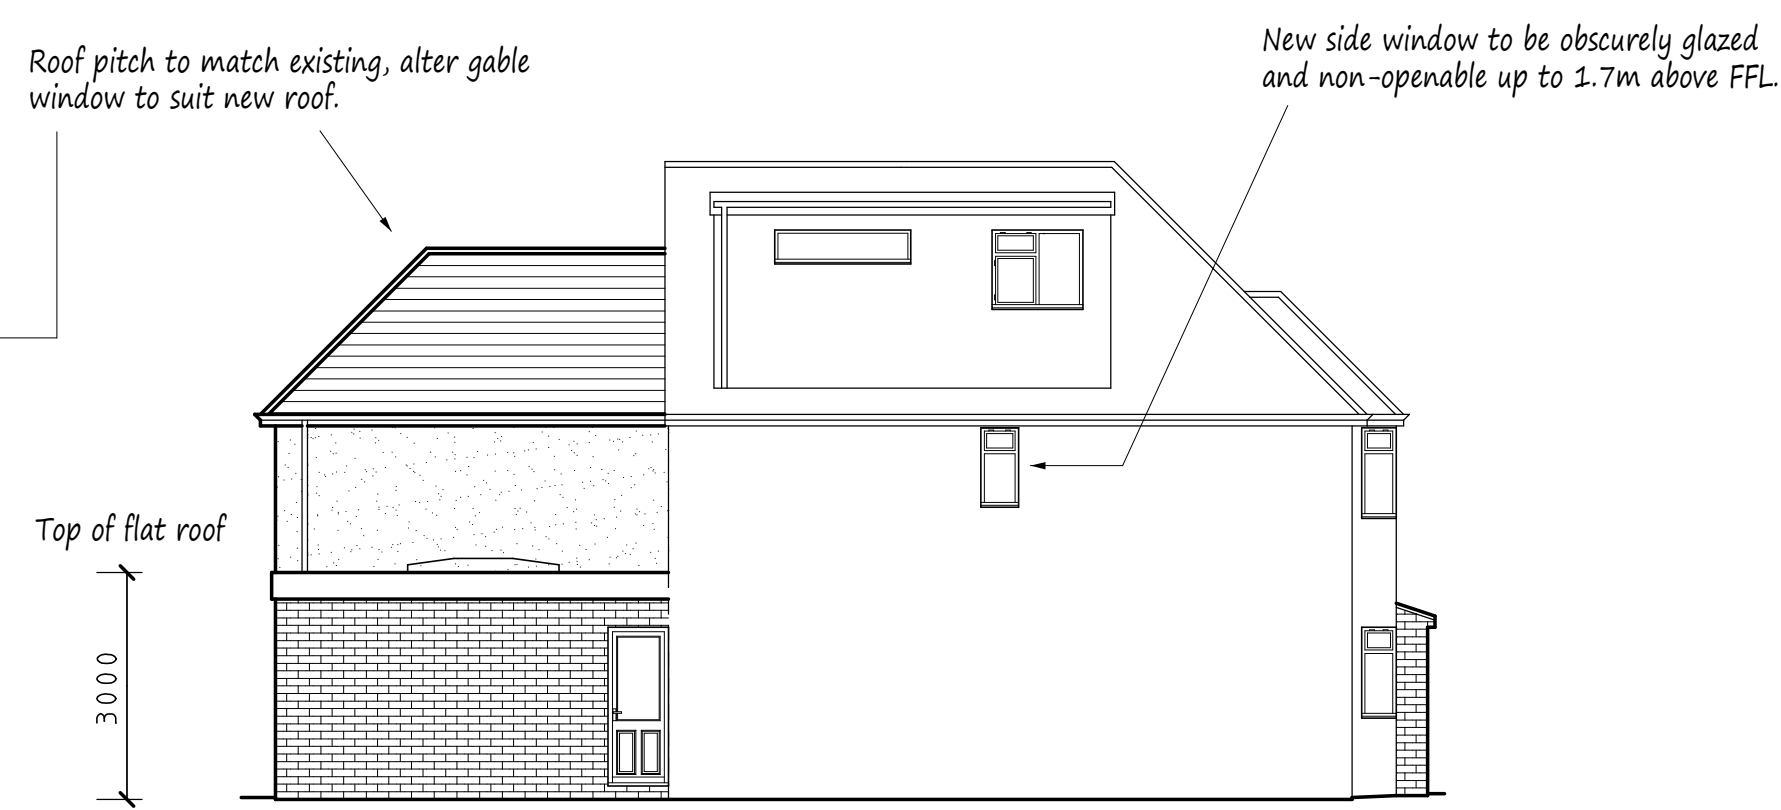 Roof pitch to match existing, alter gable
window to suit new roof.
New side window to be obscurely glazed
and non-openable up to 1.7m above FFL.
Top of flat roof
3000